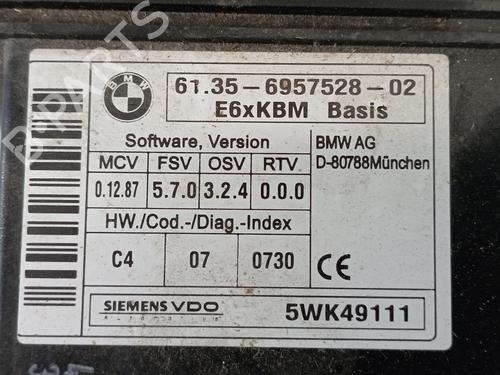 BMW
61.35-6957528-02
E6xKBM Basis
Software, Version
MCV FSV OSV RTV
0.12.87 5.7.0 3.2.4 0.0.0
BMW AG
D-80788München
HW./Cod.-/Diag.-Index
C4 07 0730
CE
SIEMENS VDO
5WK49111
B-PARTS